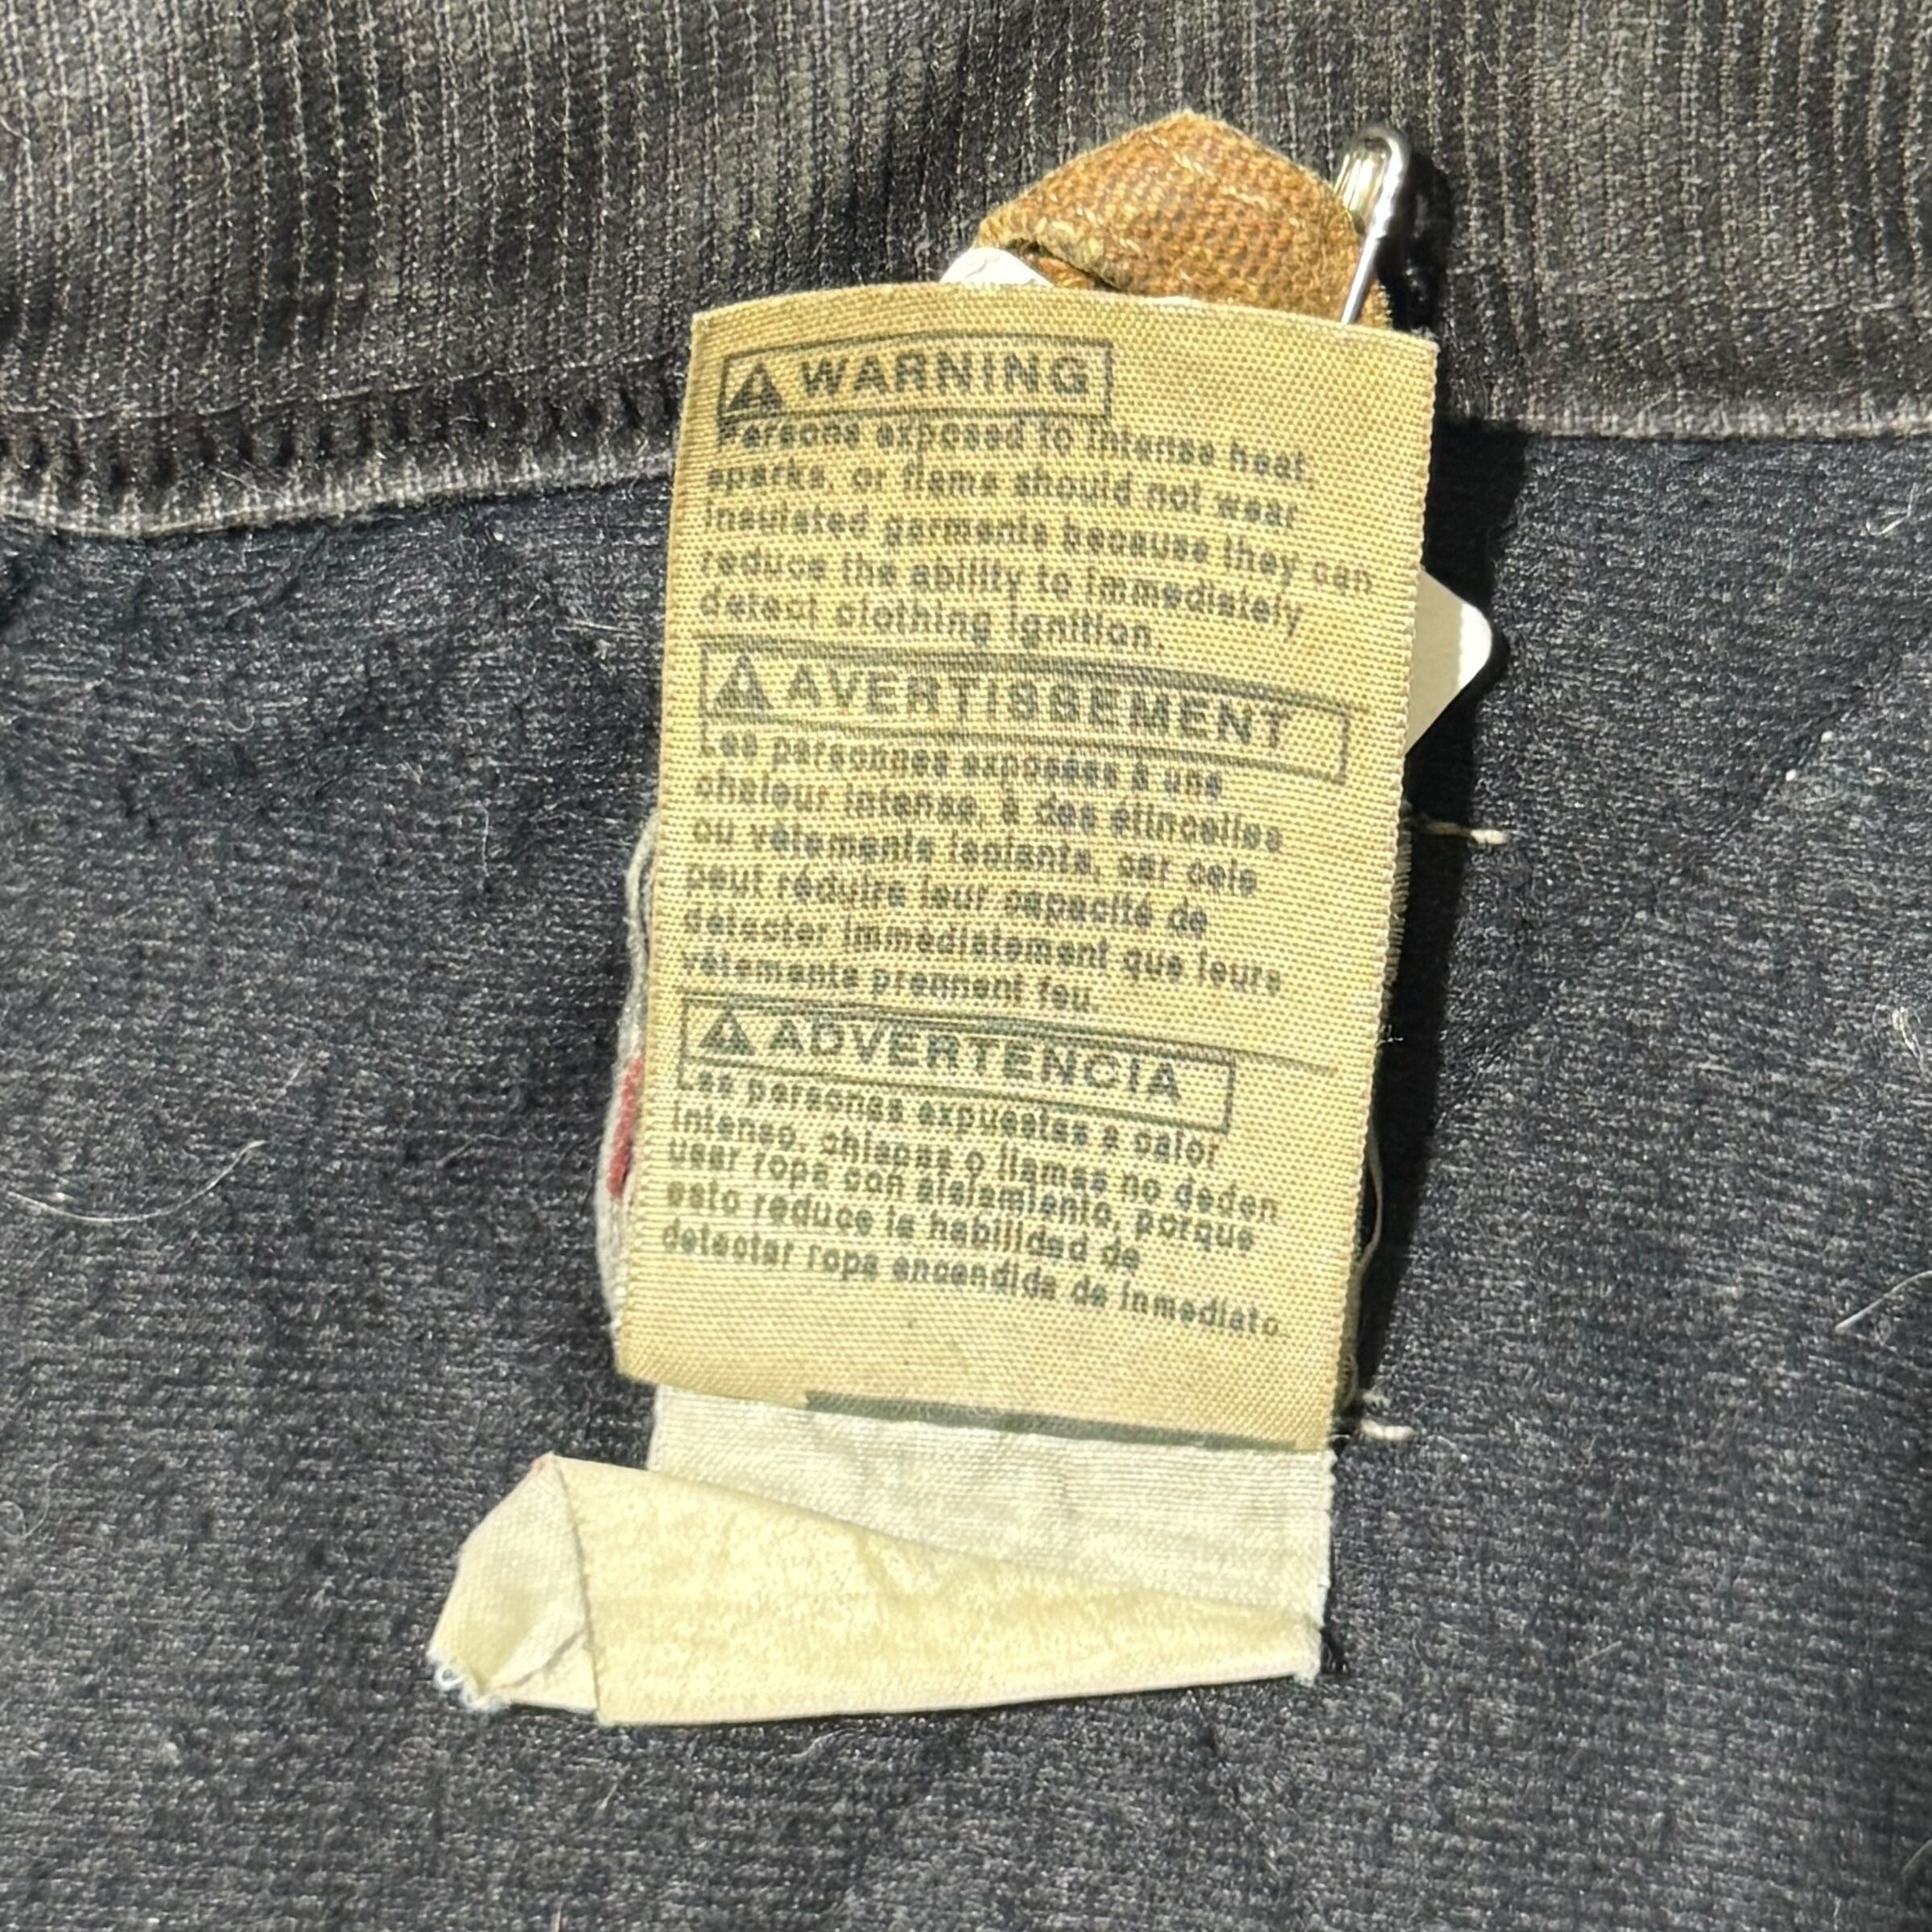 WARNING
Persons exposed to intense heat,
sparks, or flame should not wear
insulated garments because they can
reduce the ability to immediately
detect clothing ignition.
AVERTISSEMENT
Les personnes exposées à une
chaleur intense, à des étincelles
ou vêtements isolants, car cela
peut réduire leur capacité de
détecter immédiatement que leurs
vêtements prennent feu.
ADVERTENCIA
Las personas expuestas a calor
intenso, chispas o llamas no deden
usar ropa con aislamiento, porque
esto reduce la habilidad de
detectar ropa encendida de inmediato.